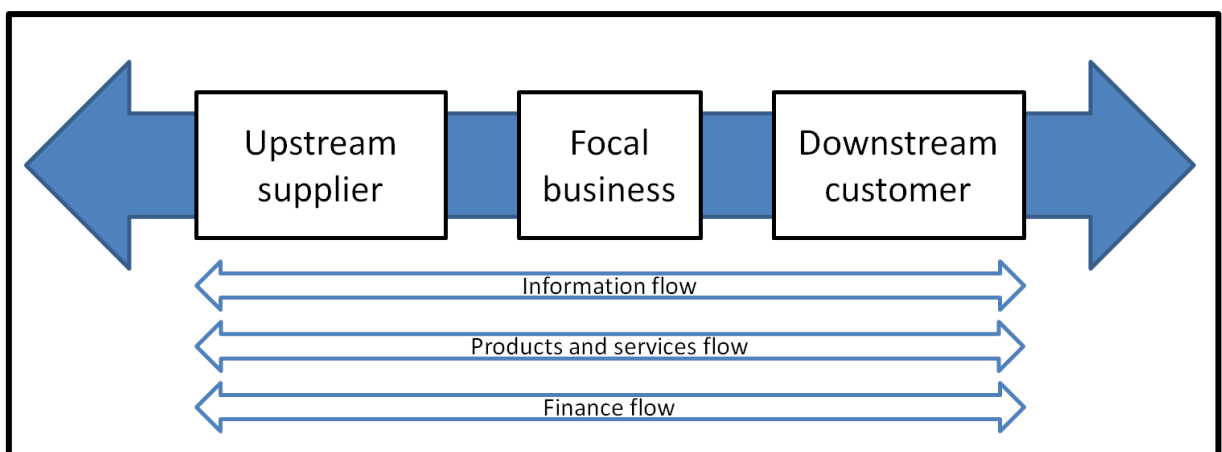 Upstream
supplier
Focal
business
Downstream
customer
Information flow
Products and services flow
Finance flow